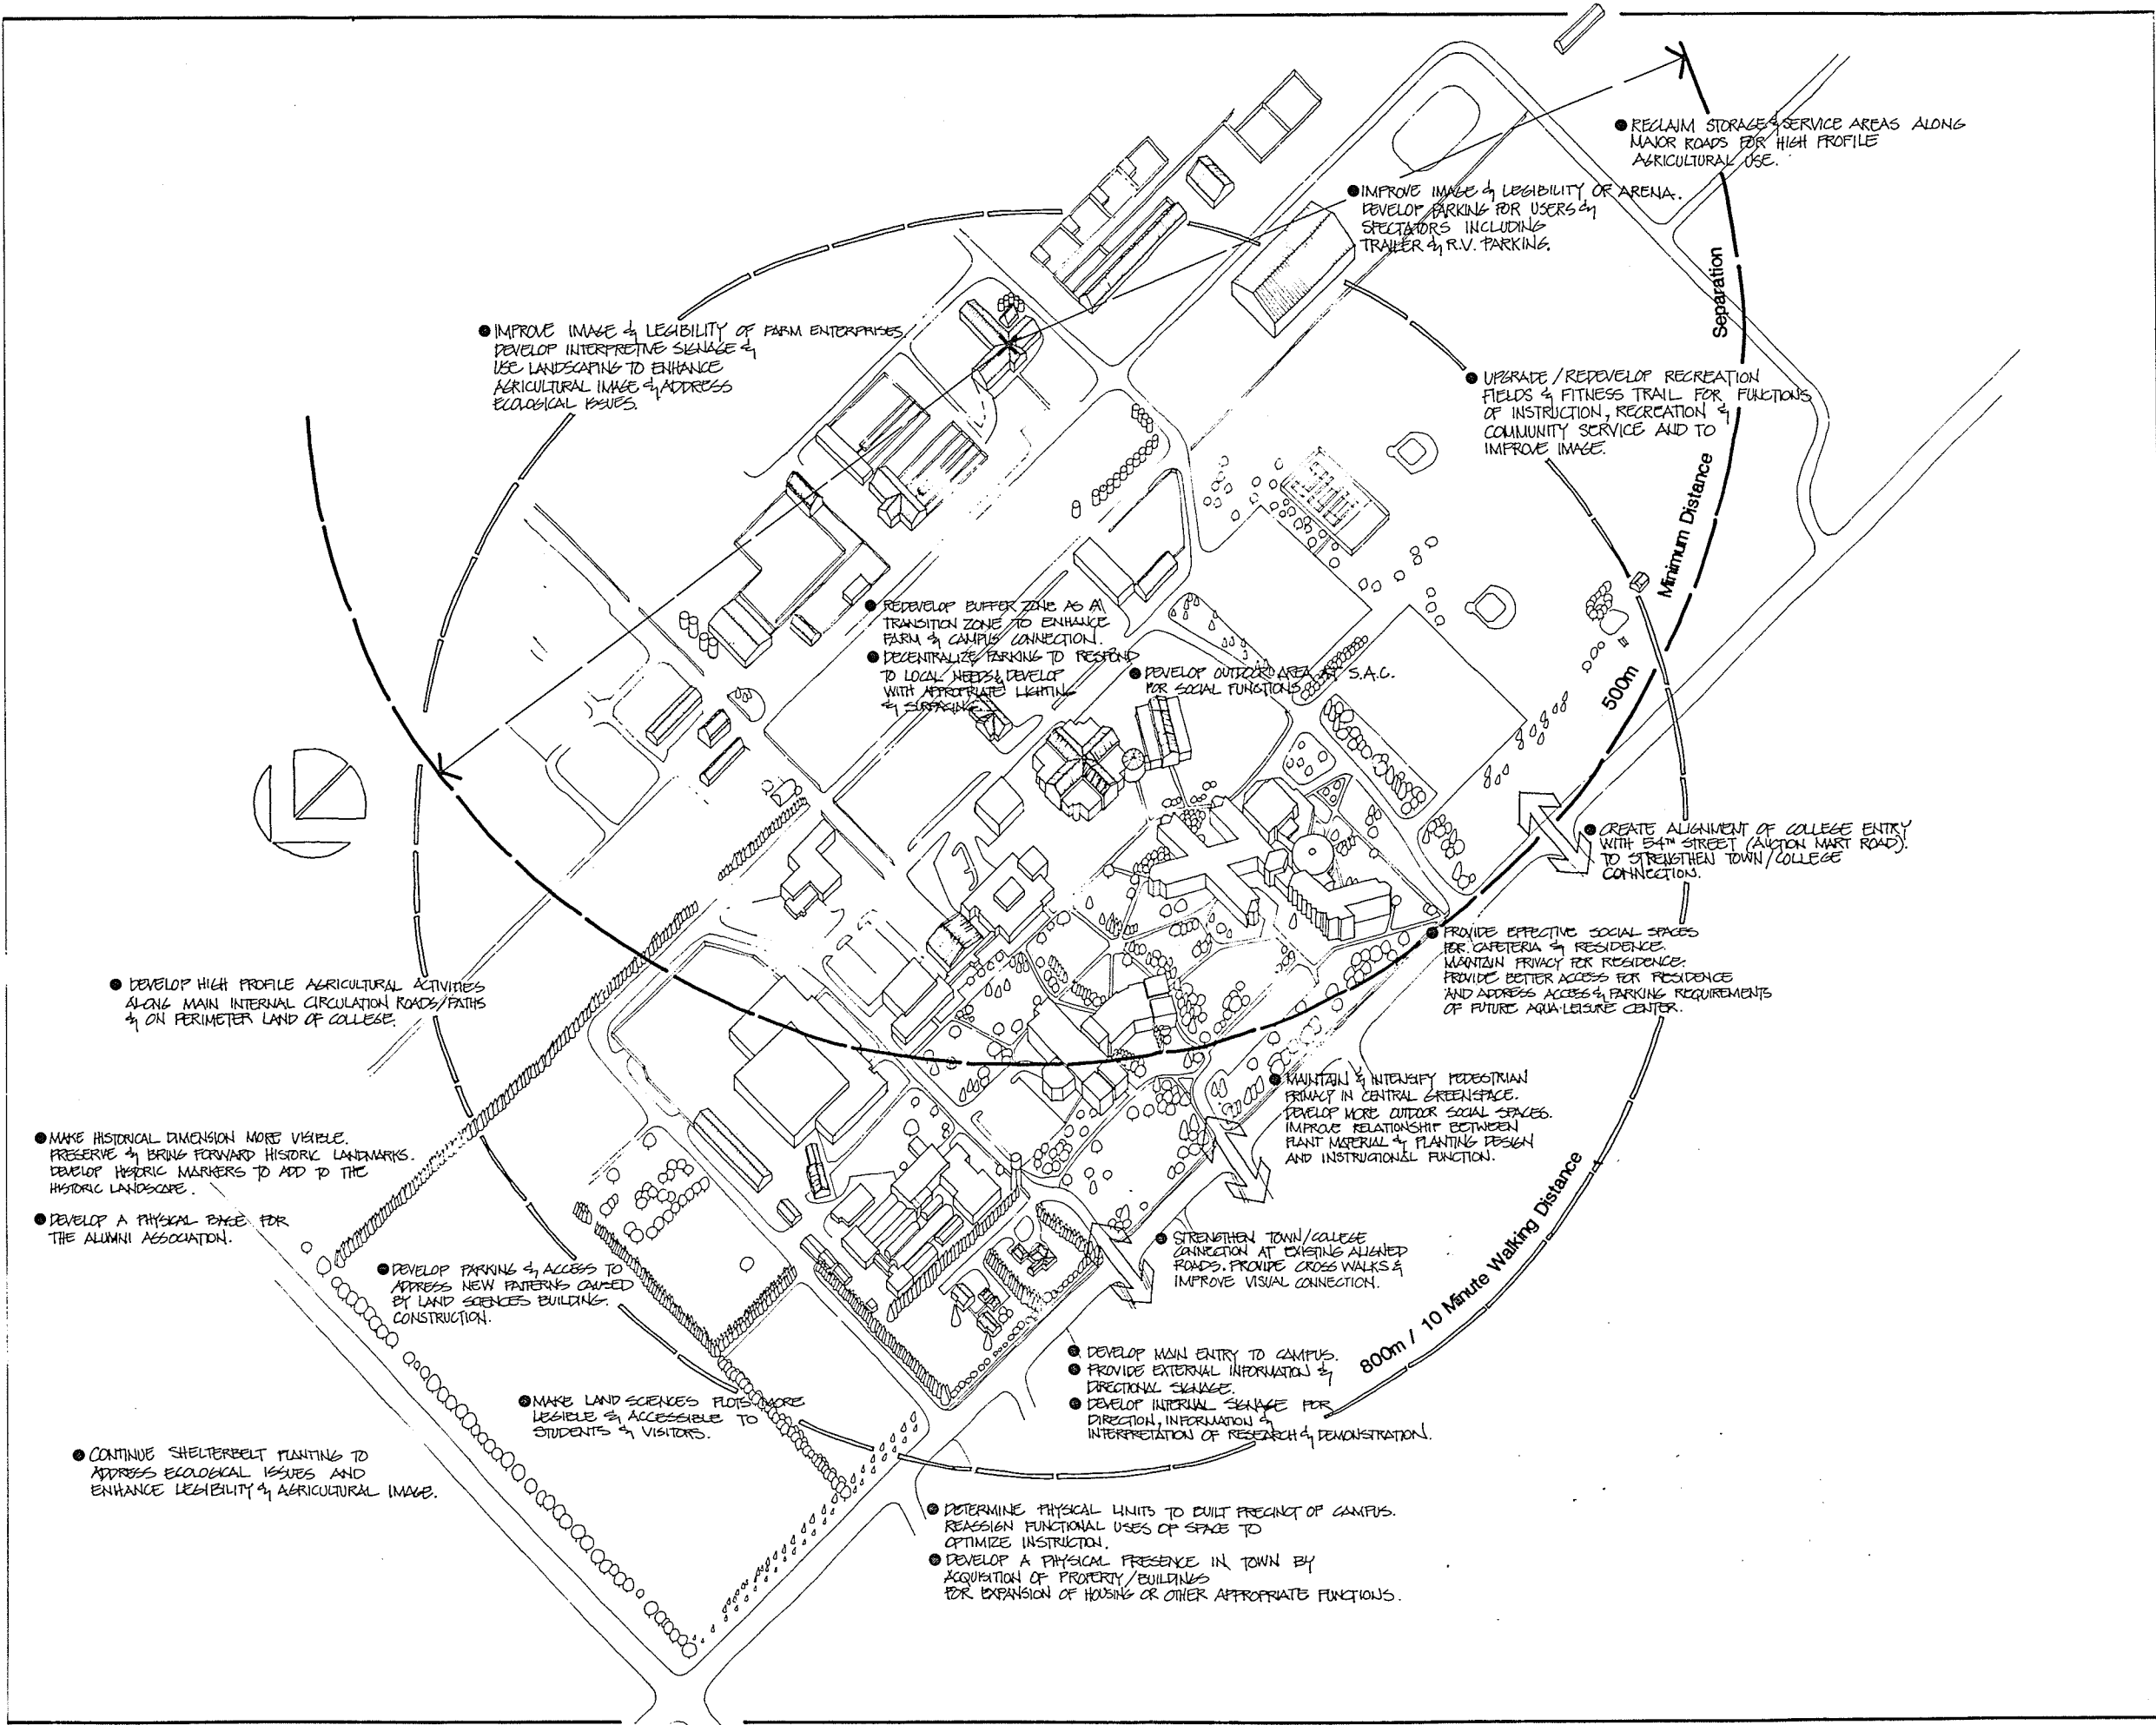 ● RECLAIM STORAGE & SERVICE AREAS ALONG
MAJOR ROADS FOR HIGH PROFILE
AGRICULTURAL USE.
● IMPROVE IMAGE & LEGIBILITY OF ARENA.
DEVELOP PARKING FOR USERS &
SPECTATORS INCLUDING
TRAILER & R.V. PARKING.
Separation
● IMPROVE IMAGE & LEGIBILITY OF FARM ENTERPRISES,
DEVELOP INTERPRETIVE SIGNAGE &
USE LANDSCAPING TO ENHANCE
AGRICULTURAL IMAGE & ADDRESS
ECOLOGICAL ISSUES.
● UPGRADE / REDEVELOP RECREATION
FIELDS & FITNESS TRAIL FOR FUNCTIONS
OF INSTRUCTION, RECREATION &
COMMUNITY SERVICE AND TO
IMPROVE IMAGE.
Minimum Distance
500m
● REDEVELOP BUFFER ZONE AS A
TRANSITION ZONE TO ENHANCE
FARM & CAMPUS CONNECTION.
● DECENTRALIZE PARKING TO RESPOND
TO LOCAL NEEDS & DEVELOP
WITH APPROPRIATE LIGHTING
& SURFACING.
● DEVELOP OUTDOOR AREA AT S.A.C.
FOR SOCIAL FUNCTIONS.
● CREATE ALIGNMENT OF COLLEGE ENTRY
WITH 54TH STREET (AUCTION MART ROAD).
TO STRENGTHEN TOWN/COLLEGE
CONNECTION.
● PROVIDE EFFECTIVE SOCIAL SPACES
FOR CAFETERIA & RESIDENCE.
MAINTAIN PRIVACY FOR RESIDENCE.
PROVIDE BETTER ACCESS FOR RESIDENCE
AND ADDRESS ACCESS & PARKING REQUIREMENTS
OF FUTURE AQUA-LEISURE CENTER.
● DEVELOP HIGH PROFILE AGRICULTURAL ACTIVITIES
ALONG MAIN INTERNAL CIRCULATION ROADS/PATHS
& ON PERIMETER LAND OF COLLEGE.
● MAINTAIN & INTENSIFY PEDESTRIAN
PRIMACY IN CENTRAL GREENSPACE.
DEVELOP MORE OUTDOOR SOCIAL SPACES.
IMPROVE RELATIONSHIP BETWEEN
PLANT MATERIAL & PLANTING DESIGN
AND INSTRUCTIONAL FUNCTION.
● MAKE HISTORICAL DIMENSION MORE VISIBLE.
PRESERVE & BRING FORWARD HISTORIC LANDMARKS.
DEVELOP HISTORIC MARKERS TO ADD TO THE
HISTORIC LANDSCAPE.
● DEVELOP A PHYSICAL BASE FOR
THE ALUMNI ASSOCIATION.
● STRENGTHEN TOWN/COLLEGE
CONNECTION AT EXISTING ALIGNED
ROADS. PROVIDE CROSS WALKS &
IMPROVE VISUAL CONNECTION.
800m / 10 Minute Walking Distance
● DEVELOP PARKING & ACCESS TO
ADDRESS NEW PATTERNS CAUSED
BY LAND SCIENCES BUILDING.
CONSTRUCTION.
● DEVELOP MAIN ENTRY TO CAMPUS.
● PROVIDE EXTERNAL INFORMATION &
DIRECTIONAL SIGNAGE.
● DEVELOP INTERNAL SIGNAGE FOR
DIRECTION, INFORMATION &
INTERPRETATION OF RESEARCH & DEMONSTRATION.
● MAKE LAND SCIENCES PLOTS MORE
LEGIBLE & ACCESSIBLE TO
STUDENTS & VISITORS.
● CONTINUE SHELTERBELT PLANTING TO
ADDRESS ECOLOGICAL ISSUES AND
ENHANCE LEGIBILITY & AGRICULTURAL IMAGE.
● DETERMINE PHYSICAL LIMITS TO BUILT PRECINCT OF CAMPUS.
REASSIGN FUNCTIONAL USES OF SPACE TO
OPTIMIZE INSTRUCTION.
● DEVELOP A PHYSICAL PRESENCE IN TOWN BY
ACQUISITION OF PROPERTY/BUILDINGS
FOR EXPANSION OF HOUSING OR OTHER APPROPRIATE FUNCTIONS.